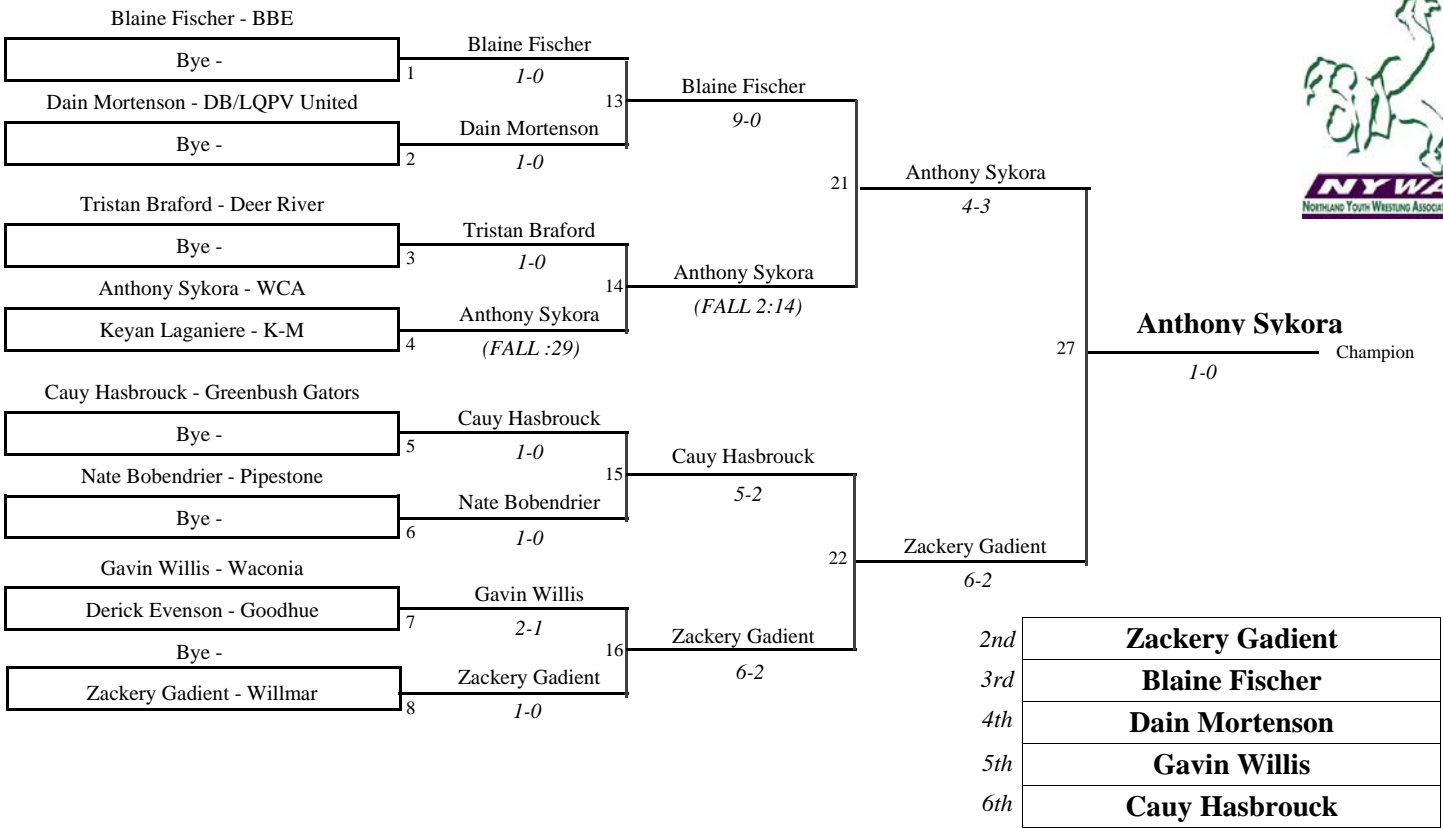 Blaine Fischer - BBE
Bye -
1
Dain Mortenson - DB/LQPV United
Bye -
2
Tristan Braford - Deer River
Bye -
3
Anthony Sykora - WCA
Keyan Laganiere - K-M
4
Cauy Hasbrouck - Greenbush Gators
Bye -
5
Nate Bobendrier - Pipestone
Bye -
6
Gavin Willis - Waconia
Derick Evenson - Goodhue
7
Bye -
Zackery Gadient - Willmar
8
Blaine Fischer
1-0
13
Dain Mortenson
1-0
Tristan Braford
1-0
14
Anthony Sykora
(FALL :29)
Cauy Hasbrouck
1-0
15
Nate Bobendrier
1-0
Gavin Willis
2-1
16
Zackery Gadient
1-0
Blaine Fischer
9-0
21
Anthony Sykora
(FALL 2:14)
Cauy Hasbrouck
5-2
22
Zackery Gadient
6-2
Anthony Sykora
4-3
27
Zackery Gadient
6-2
Anthony Sykora
Champion
1-0
NYWA
NORTHLAND YOUTH WRESTLING
2nd Zackery Gadient
3rd Blaine Fischer
4th Dain Mortenson
5th Gavin Willis
6th Cauy Hasbrouck